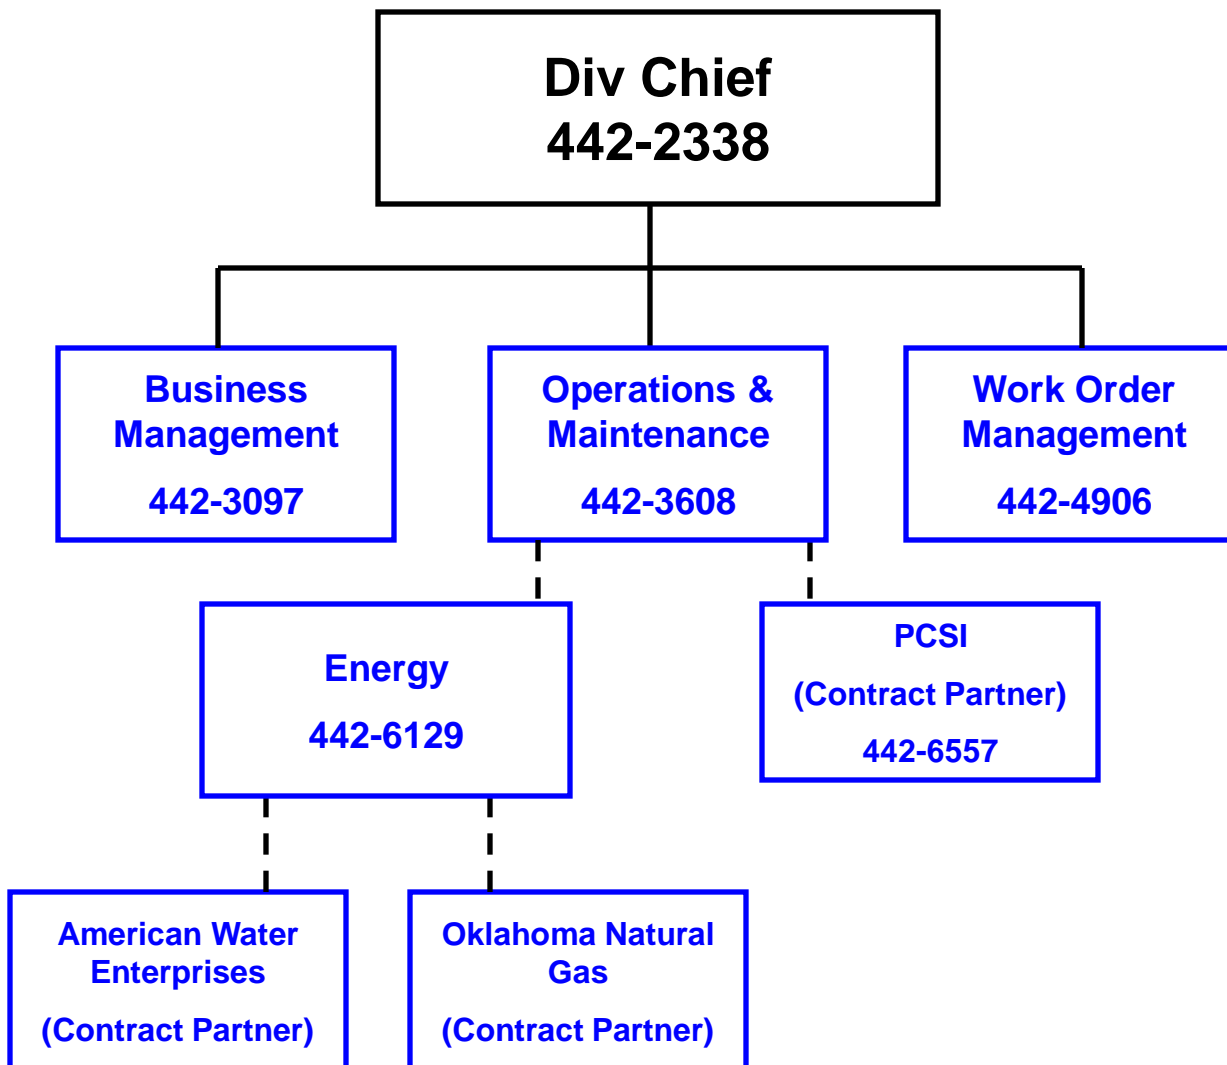 Div Chief
442-2338
Business
Management
442-3097
Operations &
Maintenance
442-3608
Work Order
Management
442-4906
Energy
442-6129
PCSI
(Contract Partner)
442-6557
American Water
Enterprises
(Contract Partner)
Oklahoma Natural
Gas
(Contract Partner)